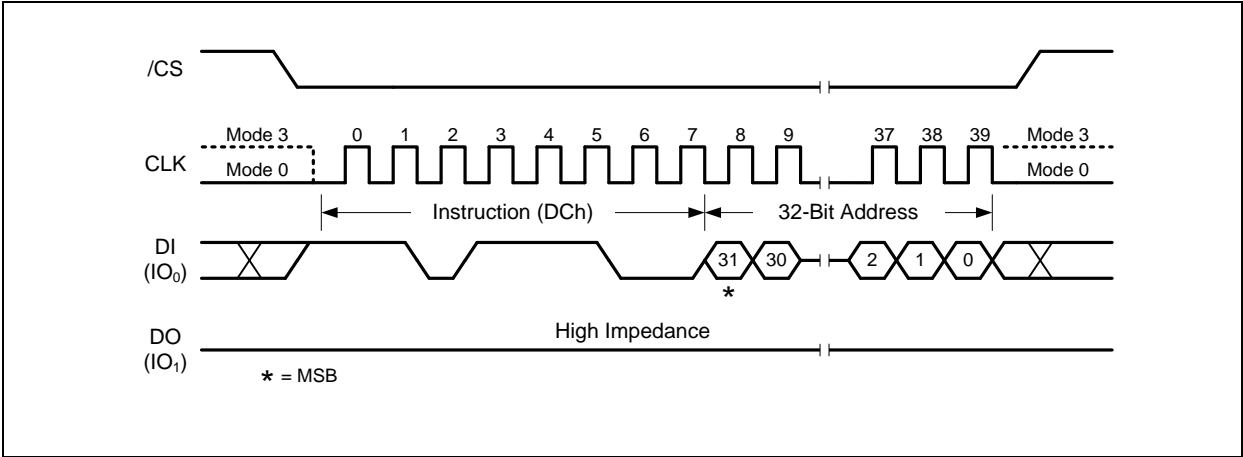 /CS
Mode 3 0 1 2 3 4 5 6 7 8 9 37 38 39 Mode 3
CLK
Mode 0 Mode 0
Instruction (DCh) 32-Bit Address
DI
(IO₀)
31 30 2 1 0
*
High Impedance
DO
(IO₁)
* = MSB